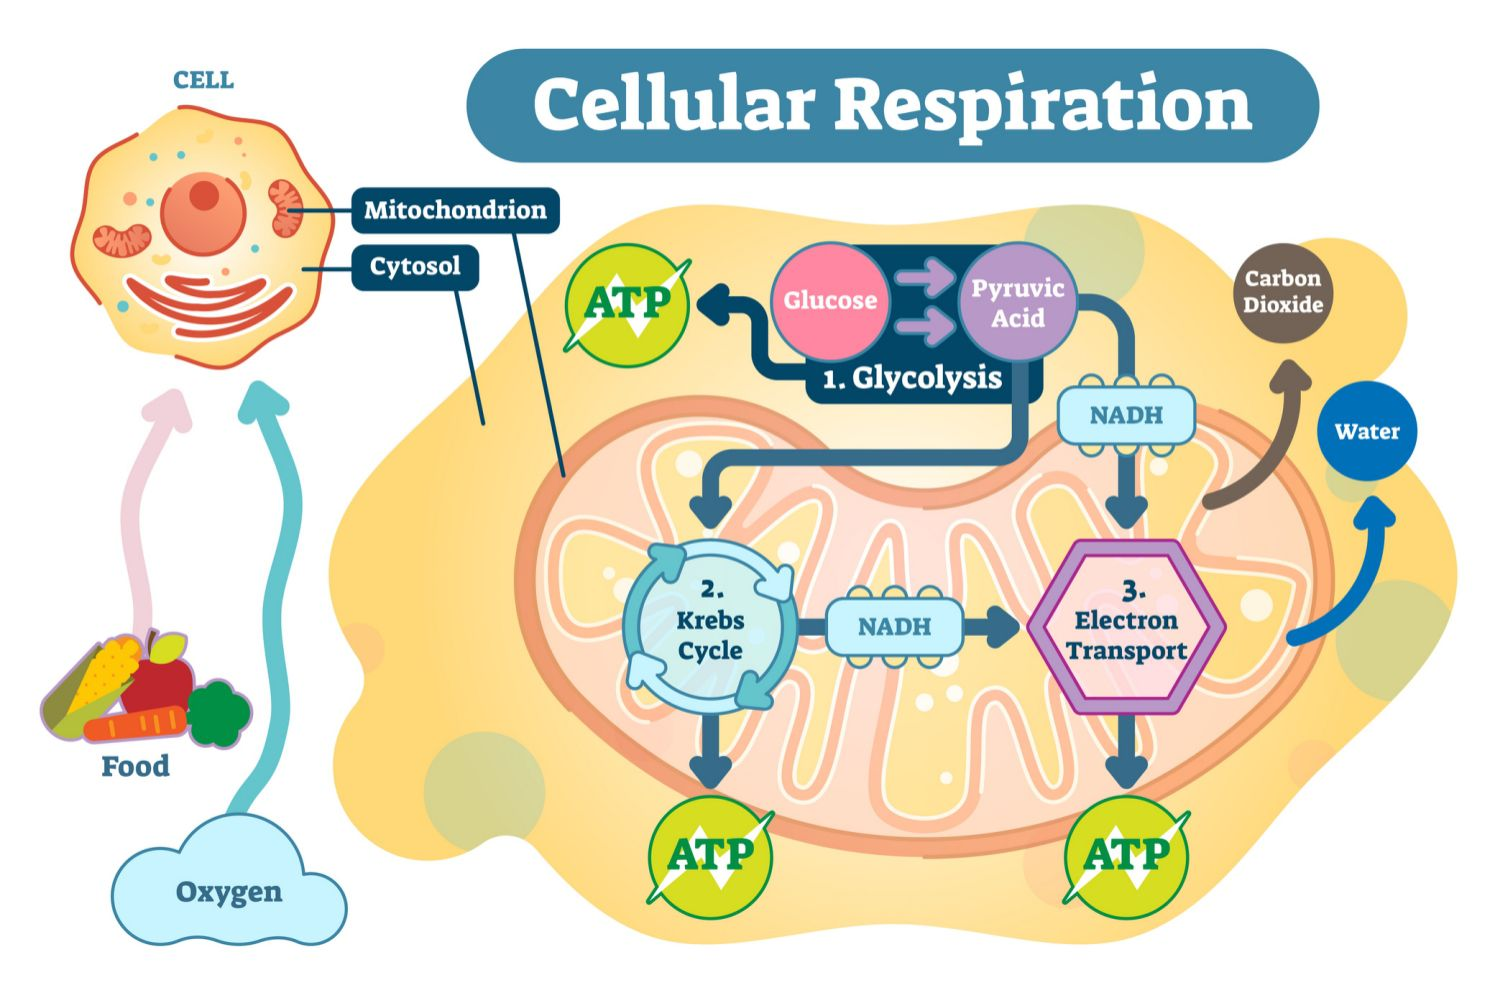 Cellular Respiration
CELL
Mitochondrion
Cytosol
ATP
Glucose
Pyruvic
Acid
1. Glycolysis
Carbon
Dioxide
NADH
Water
2.
Krebs
Cycle
NADH
3.
Electron
Transport
Food
Oxygen
ATP
ATP